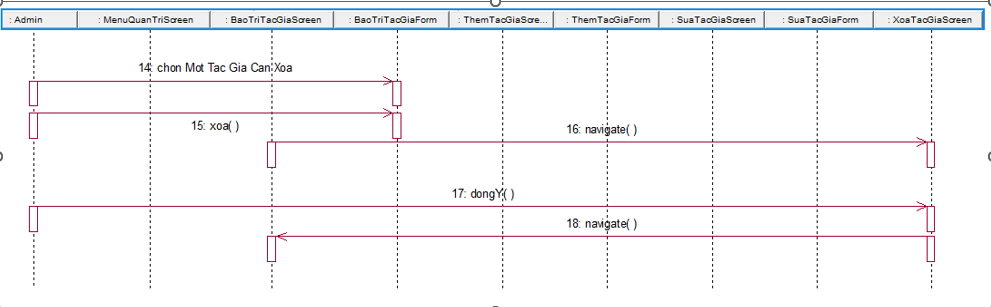 : Admin
: MenuQuanTriScreen
: BaoTriTacGiaScreen
: BaoTriTacGiaForm
: ThemTacGiaScre...
: ThemTacGiaForm
: SuaTacGiaScreen
: SuaTacGiaForm
: XoaTacGiaScreen
14: chon Mot Tac Gia Can Xoa
15: xoa( )
16: navigate( )
17: dongY( )
18: navigate( )